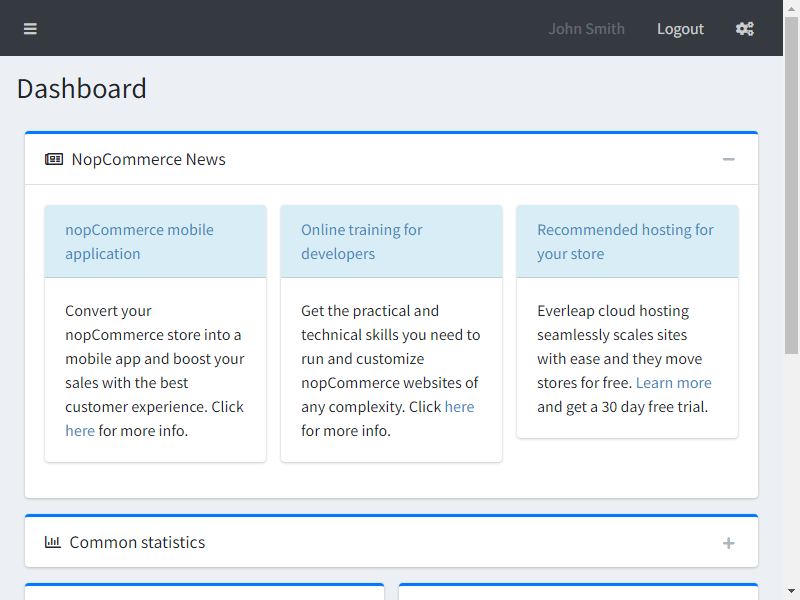 John Smith Logout
Dashboard
NopCommerce News
nopCommerce mobile
application
Convert your
nopCommerce store into a
mobile app and boost your
sales with the best
customer experience. Click
here for more info.
Online training for
developers
Get the practical and
technical skills you need to
run and customize
nopCommerce websites of
any complexity. Click here
for more info.
Recommended hosting for
your store
Everleap cloud hosting
seamlessly scales sites
with ease and they move
stores for free. Learn more
and get a 30 day free trial.
Common statistics